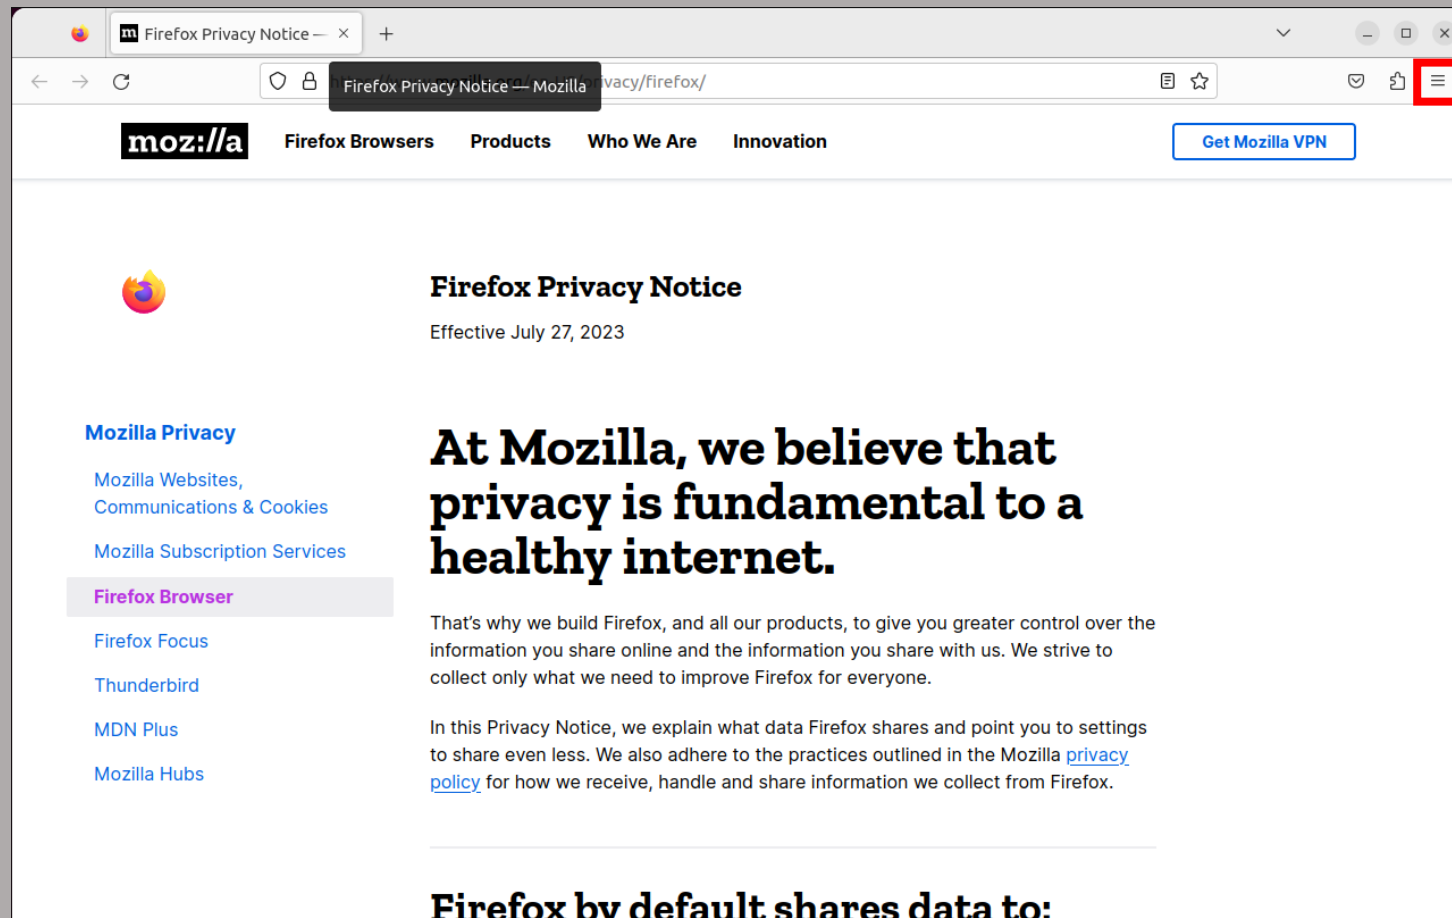 Firefox Privacy Notice —
Firefox Privacy Notice — Mozilla
ivacy/firefox/
moz://a
Firefox Browsers
Products
Who We Are
Innovation
Get Mozilla VPN
Firefox Privacy Notice
Effective July 27, 2023
Mozilla Privacy
Mozilla Websites,
Communications & Cookies
Mozilla Subscription Services
Firefox Browser
Firefox Focus
Thunderbird
MDN Plus
Mozilla Hubs
At Mozilla, we believe that
privacy is fundamental to a
healthy internet.
That’s why we build Firefox, and all our products, to give you greater control over the
information you share online and the information you share with us. We strive to
collect only what we need to improve Firefox for everyone.
In this Privacy Notice, we explain what data Firefox shares and point you to settings
to share even less. We also adhere to the practices outlined in the Mozilla privacy
policy for how we receive, handle and share information we collect from Firefox.
Firefox by default shares data to: